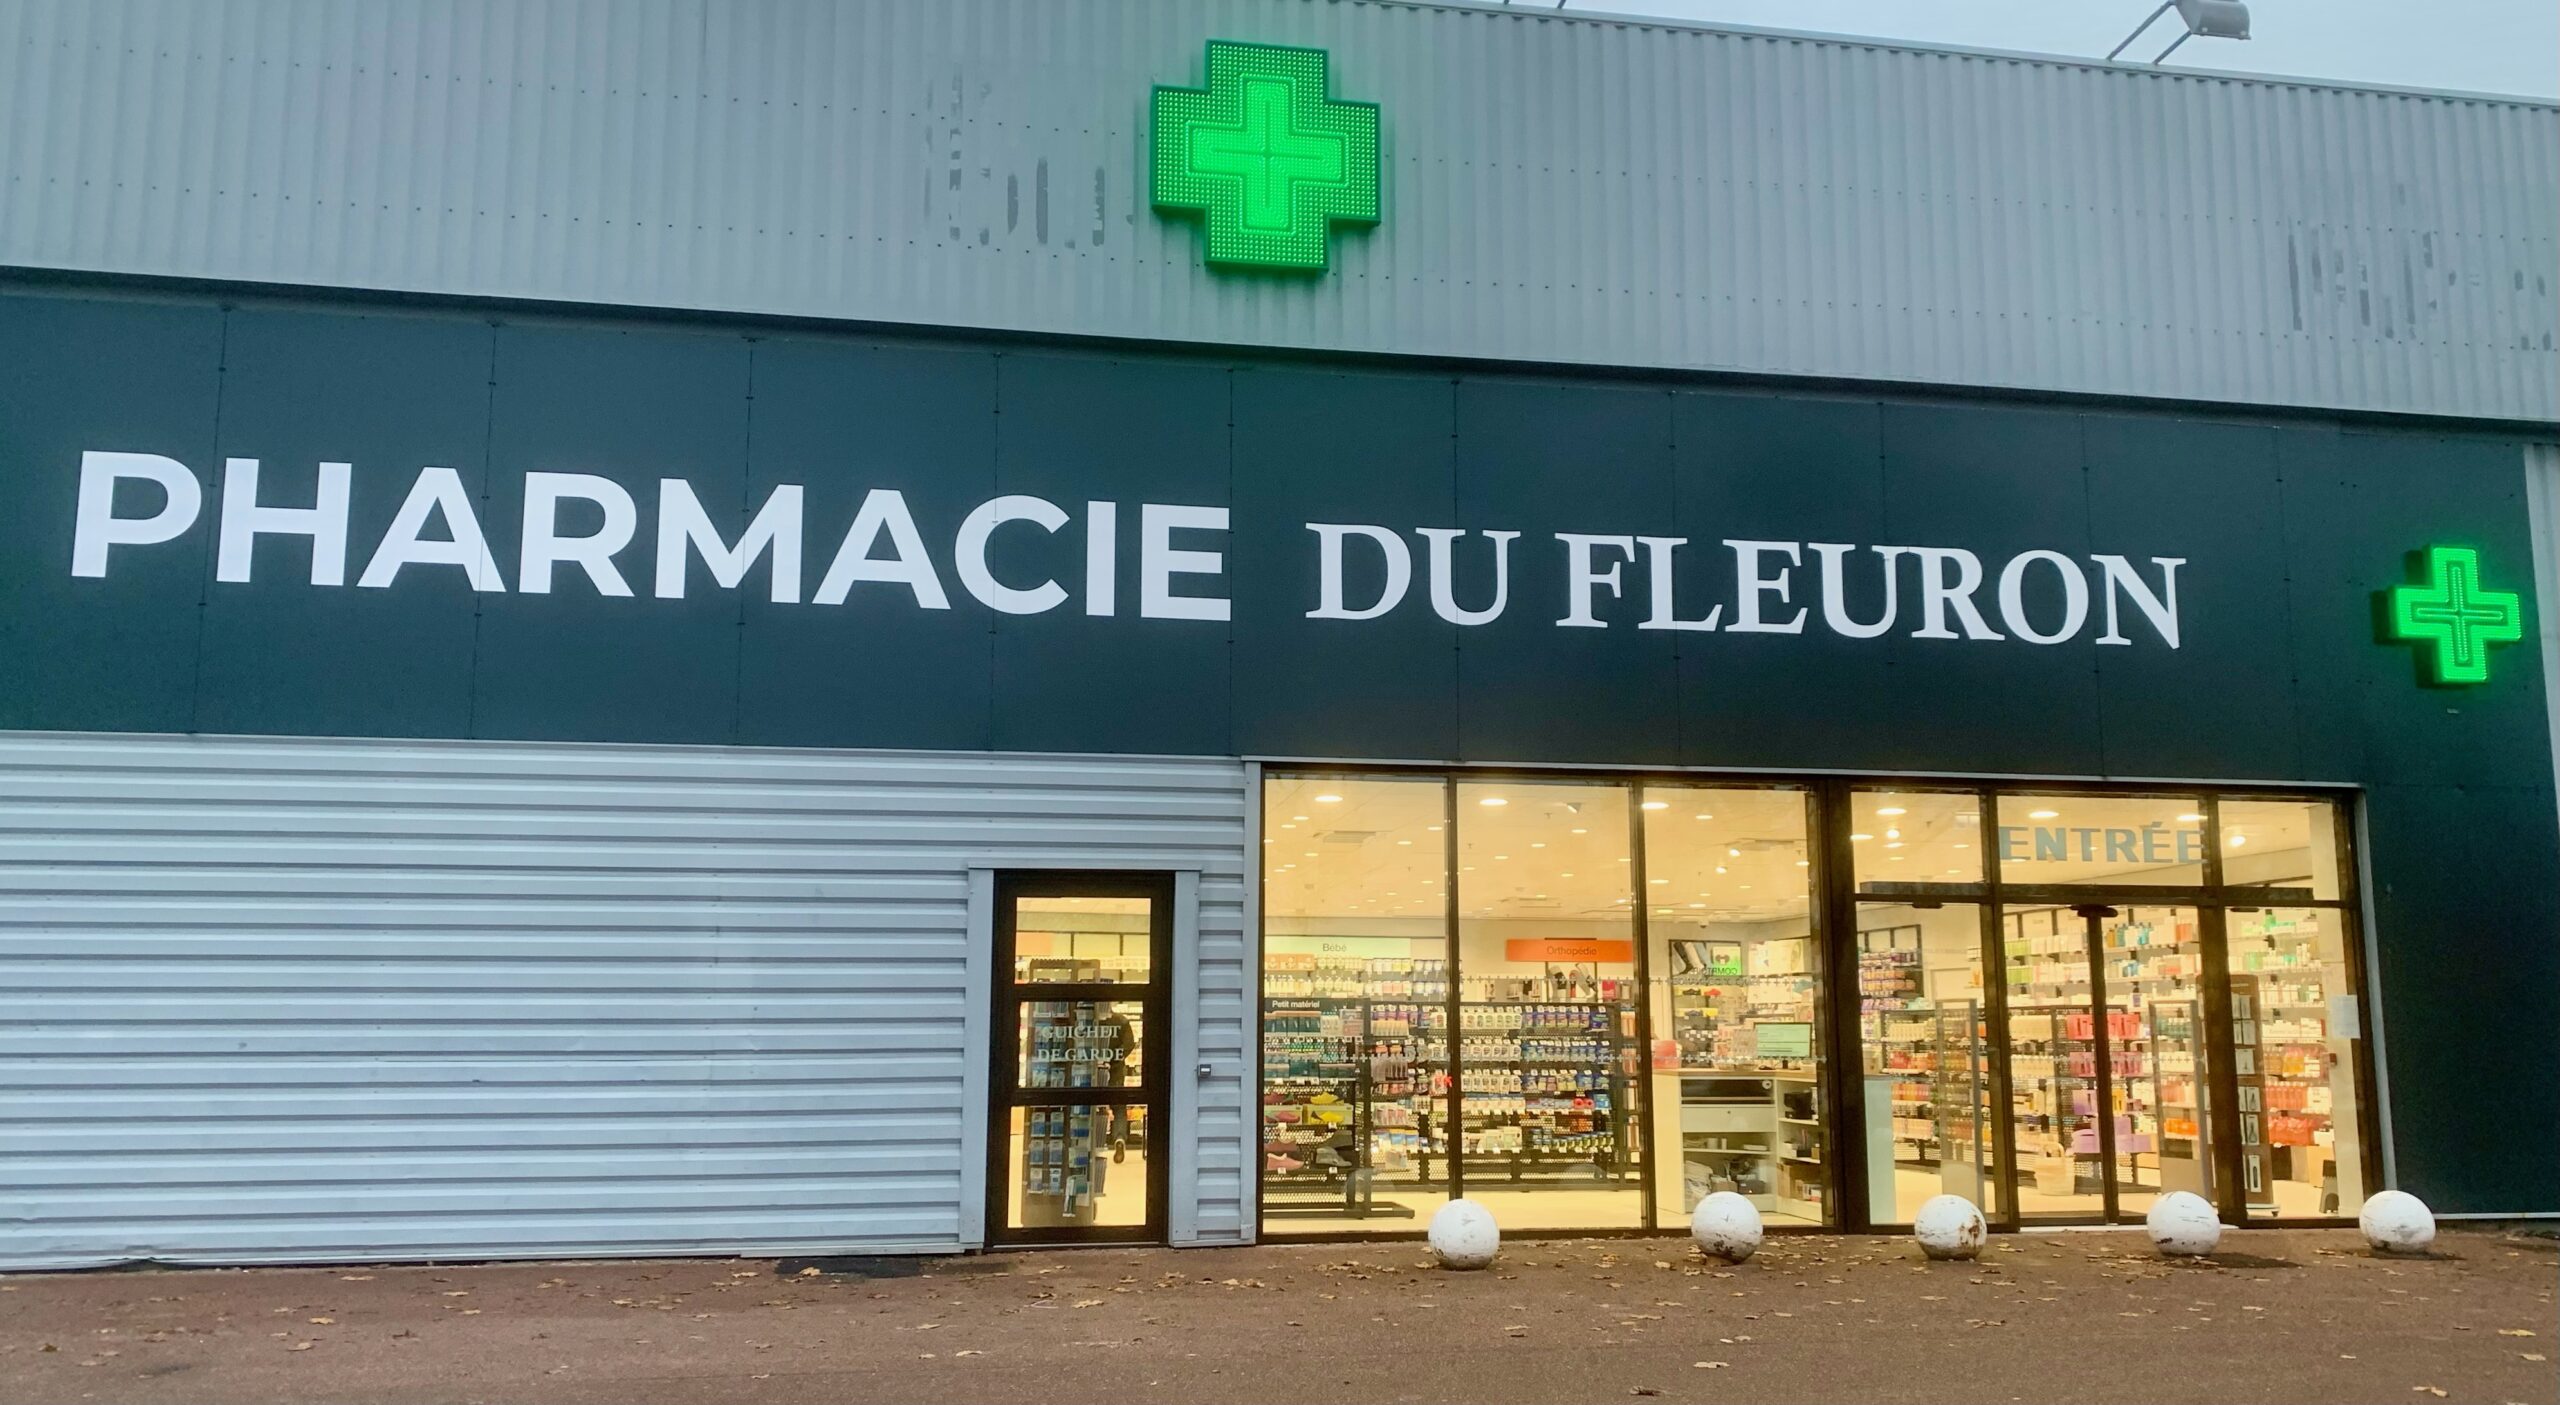 PHARMACIE DU FLEURON
ENTRÉE
Bébé
Orthopédie
Petit matériel
GUICHET
DE GARDE